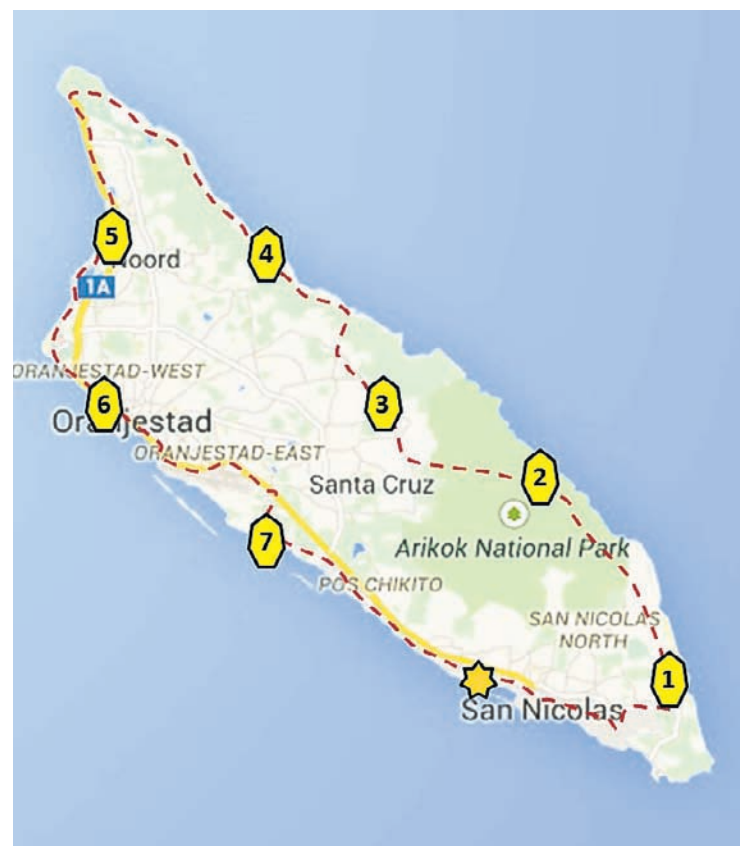 5
Noord
4
1A
ORANJESTAD-WEST
6
Oranjestad
3
ORANJESTAD-EAST
Santa Cruz
2
7
Arikok National Park
POS CHIKITO
SAN NICOLAS
NORTH
1
San Nicolas